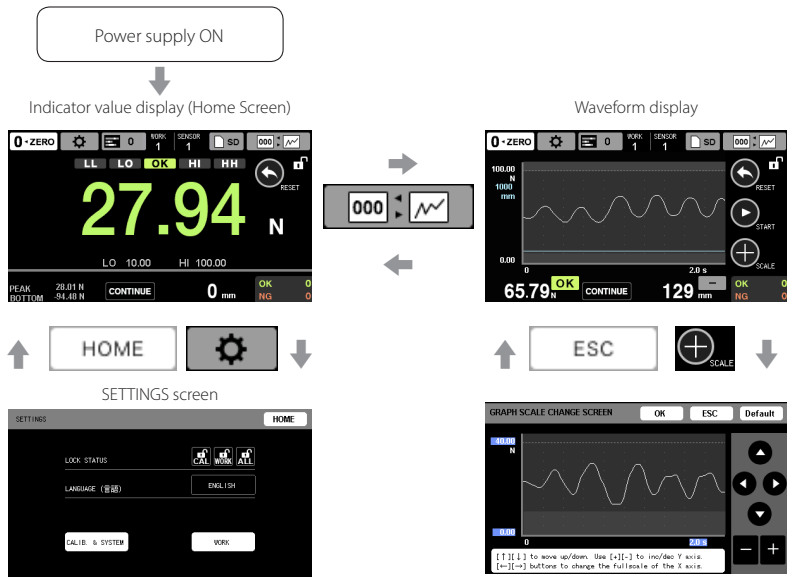 Power supply ON
Indicator value display (Home Screen)
Waveform display
0 ZERO 0 WORK 1 SENSOR 1 SD 000
LL LO OK HI HH
RESET
27.94 N
LO 10.00 HI 100.00
PEAK 28.01 N
BOTTOM -94.48 N
CONTINUE
0 mm
OK 0
NG 0
000
0 ZERO 0 WORK 1 SENSOR 1 SD 000
100.00
N
1000
mm
RESET
START
SCALE
0.00
0 2.0 s
65.79 N OK CONTINUE 129 mm –
OK 0
NG 0
HOME
ESC
SCALE
SETTINGS screen
SETTINGS HOME
LOCK STATUS CAL WORK ALL
LANGUAGE (言語) ENGLISH
CALIB. & SYSTEM WORK
GRAPH SCALE CHANGE SCREEN OK ESC Default
40.00
N
0.00
0 2.0 s
– +
[↑][↓] to move up/down. Use [+][-] to inc/dec Y axis.
[←][→] buttons to change the fullscale of the X axis.